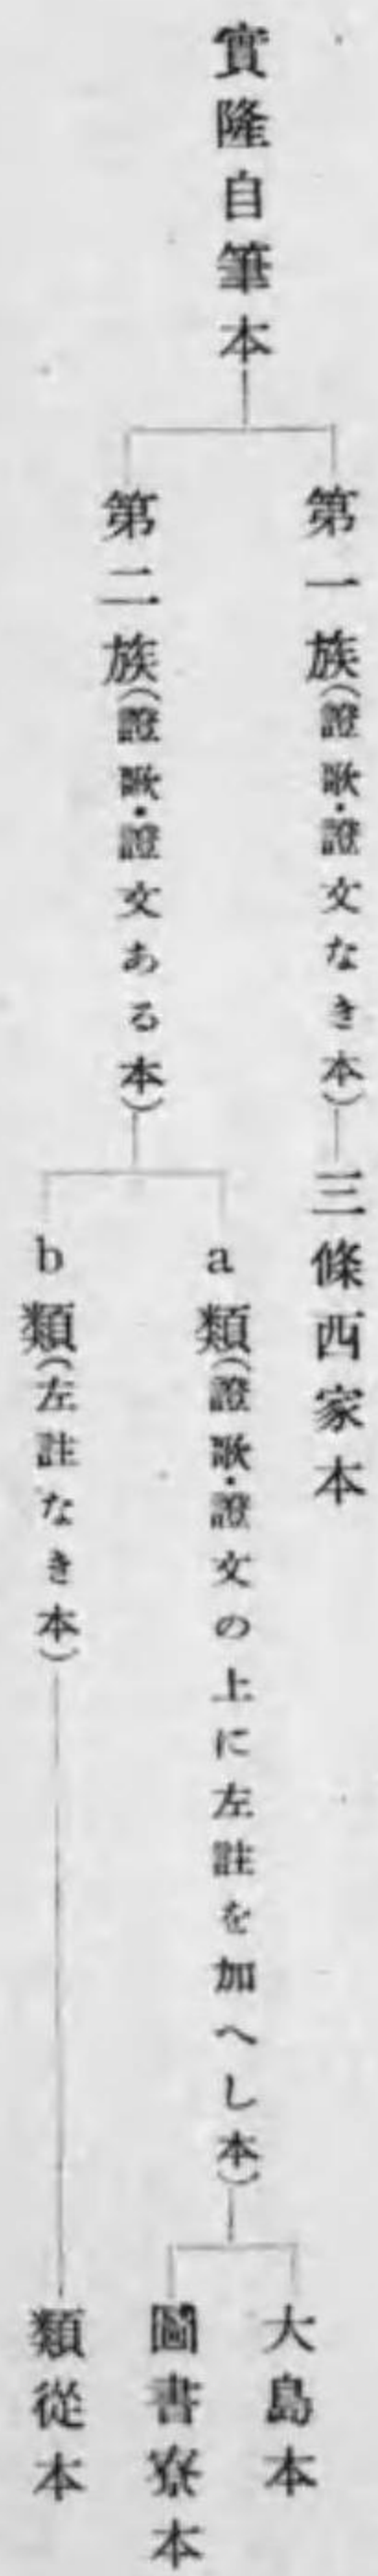 實隆自筆本
第一族(證歌・證文なき本)
三條西家本
第二族(證歌・證文ある本)
a類(證歌・證文の上に左註を加へし本)
大島本
圖書寮本
b類(左註なき本)
類從本